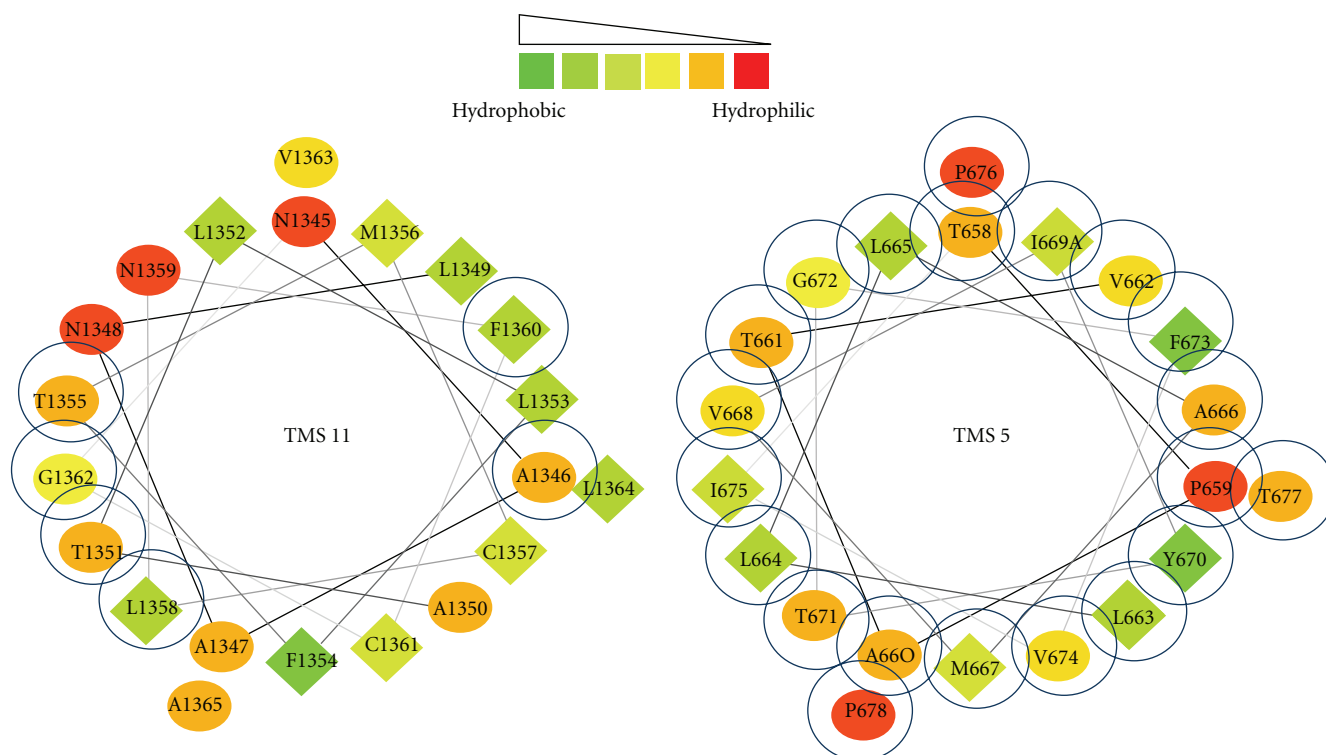 Hydrophobic
Hydrophilic
V1363
N1345
L1352
M1356
L1349
N1359
F1360
N1348
T1355
L1353
TMS 11
G1362
A1346
L1364
T1351
C1357
L1358
A1350
A1347
F1354
C1361
A1365
P676
T658
L665
I669A
G672
V662
T661
F673
V668
A666
TMS 5
I675
P659
T677
L664
Y670
T671
L663
A66O
M667
V674
P678